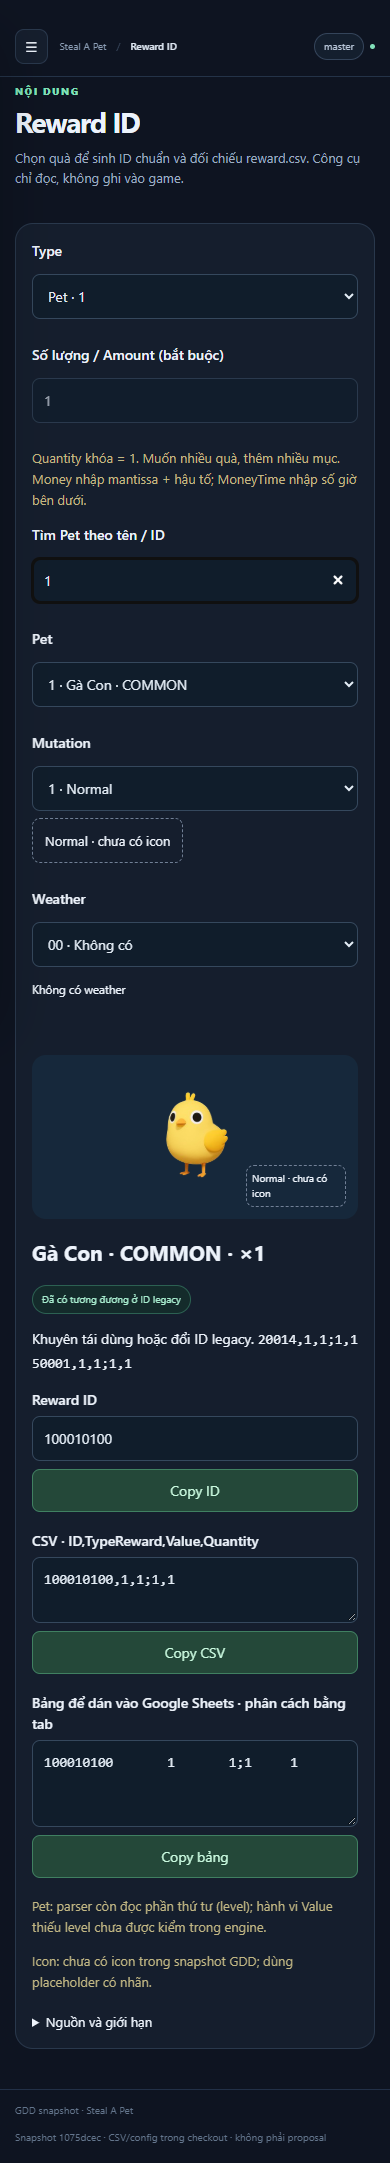 ☰ Steal A Pet / Reward ID master
NỘI DUNG
Reward ID
Chọn quà để sinh ID chuẩn và đối chiếu reward.csv. Công cụ
chỉ đọc, không ghi vào game.
Type
Pet · 1
Số lượng / Amount (bắt buộc)
1
Quantity khóa = 1. Muốn nhiều quà, thêm nhiều mục.
Money nhập mantissa + hậu tố; MoneyTime nhập số giờ
bên dưới.
Tìm Pet theo tên / ID
1 ×
Pet
1 · Gà Con · COMMON
Mutation
1 · Normal
Normal · chưa có icon
Weather
00 · Không có
Không có weather
Normal · chưa có
icon
Gà Con · COMMON · ×1
Đã có tương đương ở ID legacy
Khuyên tái dùng hoặc đổi ID legacy. 20014,1,1;1,1
50001,1,1;1,1
Reward ID
100010100
Copy ID
CSV · ID,TypeReward,Value,Quantity
100010100,1,1;1,1
Copy CSV
Bảng để dán vào Google Sheets · phân cách bằng
tab
100010100 1 1;1 1
Copy bảng
Pet: parser còn đọc phần thứ tư (level); hành vi Value
thiếu level chưa được kiểm trong engine.
Icon: chưa có icon trong snapshot GDD; dùng
placeholder có nhãn.
▶ Nguồn và giới hạn
GDD snapshot · Steal A Pet
Snapshot 1075dcec · CSV/config trong checkout · không phải proposal